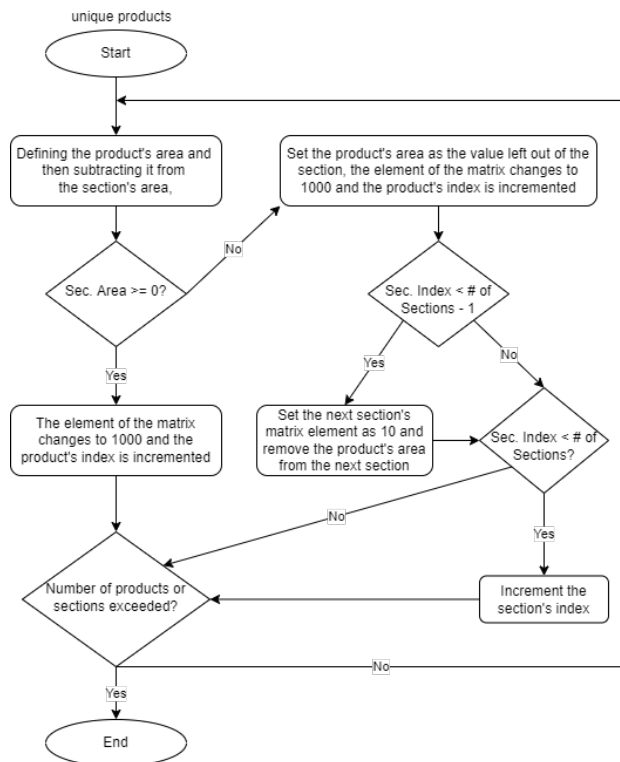 unique products
Start
Defining the product's area and
then subtracting it from
the section's area,
Set the product's area as the value left out of the
section, the element of the matrix changes to
1000 and the product's index is incremented
No
Sec. Area >= 0?
Sec. Index < # of
Sections - 1
Yes
No
Yes
The element of the matrix
changes to 1000 and the
product's index is incremented
Set the next section's
matrix element as 10 and
remove the product's area
from the next section
Sec. Index < # of
Sections?
No
Yes
Number of products or
sections exceeded?
Increment the
section's index
No
Yes
End